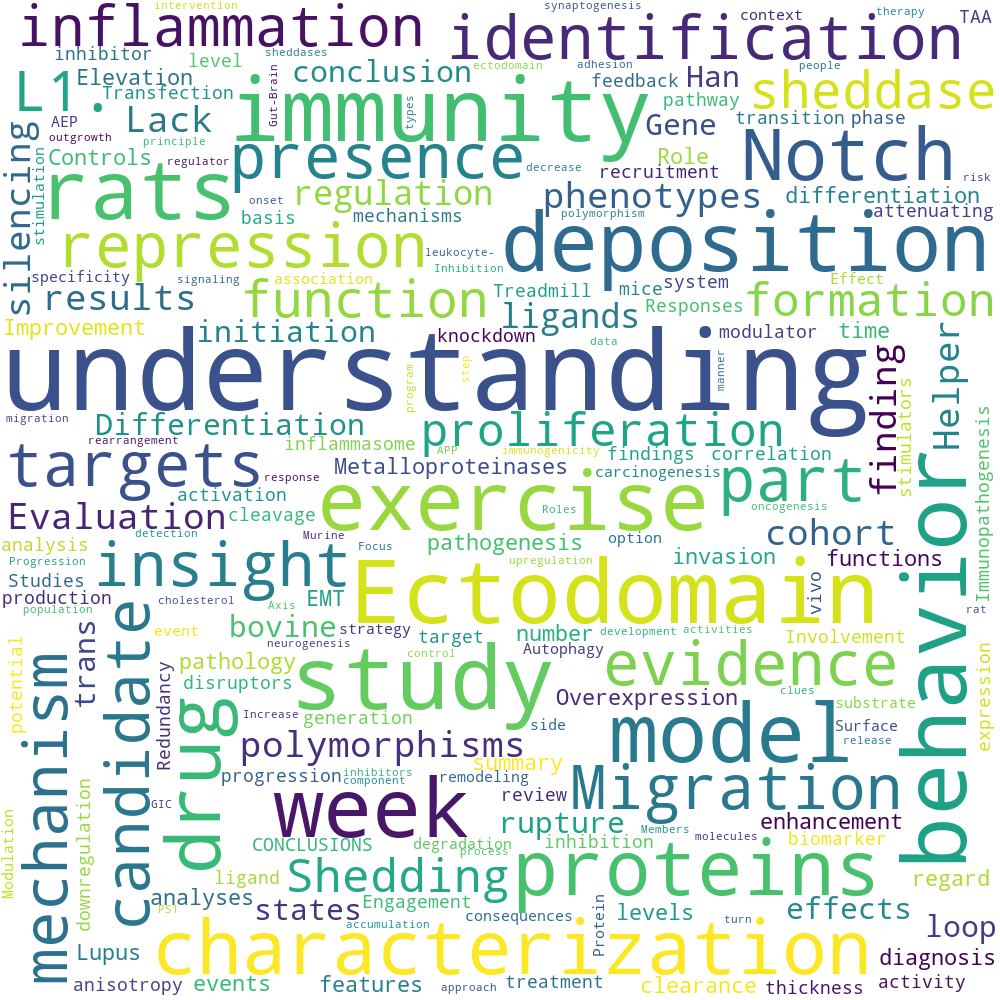 intervention
synaptogenesis
inflammation
identification
context
therapy
TAA
inhibitor
level
sheddases
ectodomain
adhesion
people
Elevation
Transfection
L1.
Gut-Brain
conclusion
types
immunity
feedback
Han
sheddase
pathway
AEP
outgrowth
Lack
principle
Gene
transition
phase
silencing
stimulation
Controls
regulator
presence
decrease
Role
recruitment
Notch
risk
rats
onset
regulation
phenotypes
differentiation
basis
mechanisms
polymorphism
attenuating
repression
leukocyte-
Inhibition
deposition
specificity
signaling
association
system
Effect
results
function
Treadmill
mice
Responses
formation
Improvement
initiation
ligands
knockdown
modulator
time
data
understanding
program
step
manner
finding
stimulators
Helper
migration
Differentiation
rearrangement
inflammasome
APP
proliferation
immunogenicity
findings
correlation
targets
response
Metalloproteinases
carcinogenesis
part
Immunopathogenesis
activation
exercise
oncogenesis
Evaluation
cleavage
Roles
cohort
behavior
analysis
detection
Murine
Focus
pathogenesis
option
invasion
functions
Progression
Studies
insight
upregulation
Ectodomain
vivo
production
population
cholesterol
Axis
EMT
rat
candidate
event
bovine
neurogenesis
strategy
target
number
Autophagy
development
activities
Involvement
potential
mechanism
trans
pathology
control
study
evidence
expression
disruptors
Redundancy
drug
Increase
generation
Overexpression
clues
substrate
side
model
Surface
release
polymorphisms
summary
progression
inhibitors
component
remodeling
Migration
downregulation
GIC
week
review
enhancement
Modulation
rupture
Members
molecules
biomarker
CONCLUSIONS
degradation
process
inhibition
Shedding
proteins
ligand
regard
analyses
Engagement
PST
states
accumulation
consequences
Protein
levels
turn
effects
loop
Lupus
characterization
diagnosis
anisotropy
events
features
approach
treatment
clearance
thickness
activity